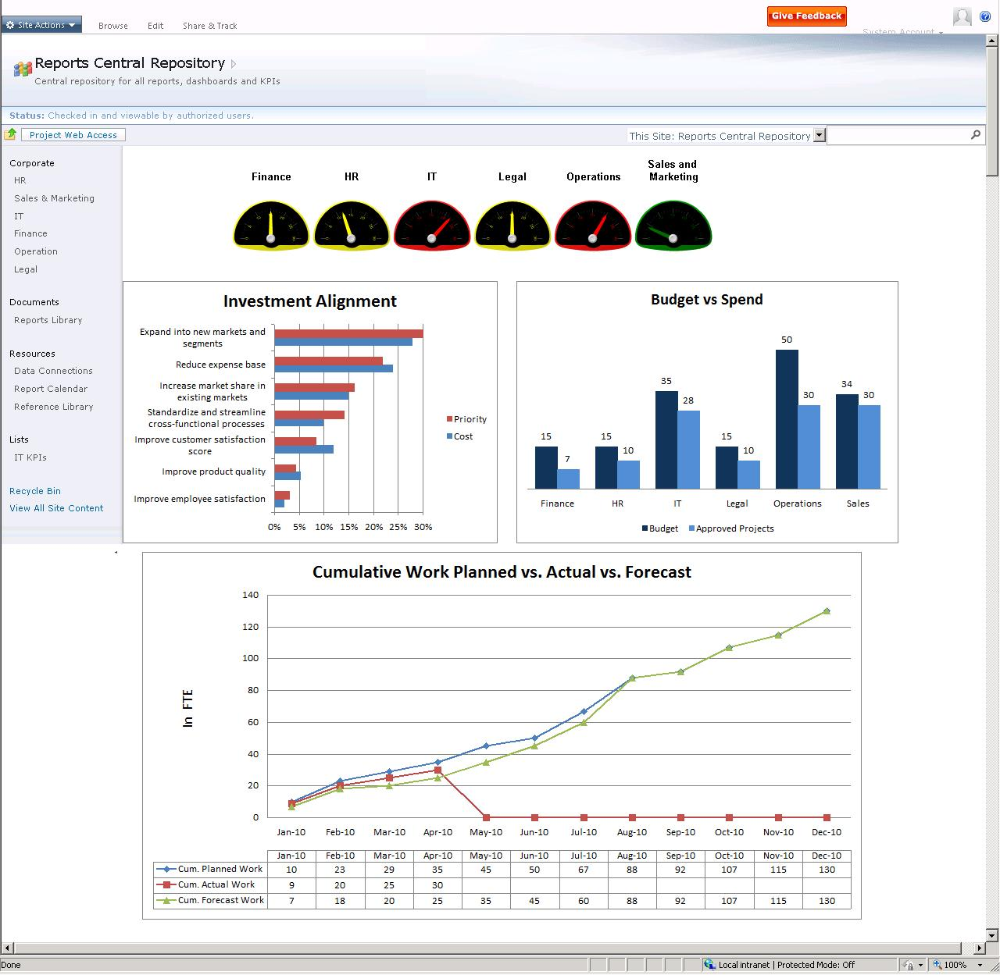 Site Actions Browse Edit Share & Track Give Feedback System Account
Reports Central Repository
Central repository for all reports, dashboards and KPIs
Status: Checked in and viewable by authorized users.
Project Web Access This Site: Reports Central Repository
Corporate
HR
Sales & Marketing
IT
Finance
Operation
Legal
Documents
Reports Library
Resources
Data Connections
Report Calendar
Reference Library
Lists
IT KPIs
Recycle Bin
View All Site Content
Finance HR IT Legal Operations Sales and
Marketing
Investment Alignment
Expand into new markets and
segments
Reduce expense base
Increase market share in
existing markets
Standardize and streamline
cross-functional processes
Improve customer satisfaction
score
Improve product quality
Improve employee satisfaction
0% 5% 10% 15% 20% 25% 30%
Priority
Cost
Budget vs Spend
15 7 15 10 35 28 15 10 50 30 34 30
Finance HR IT Legal Operations Sales
Budget Approved Projects
Cumulative Work Planned vs. Actual vs. Forecast
In FTE
140
120
100
80
60
40
20
0
Jan-10 Feb-10 Mar-10 Apr-10 May-10 Jun-10 Jul-10 Aug-10 Sep-10 Oct-10 Nov-10 Dec-10
Jan-10 Feb-10 Mar-10 Apr-10 May-10 Jun-10 Jul-10 Aug-10 Sep-10 Oct-10 Nov-10 Dec-10
Cum. Planned Work 10 23 29 35 45 50 67 88 92 107 115 130
Cum. Actual Work 9 20 25 30
Cum. Forecast Work 7 18 20 25 35 45 60 88 92 107 115 130
Done Local intranet | Protected Mode: Off 100%